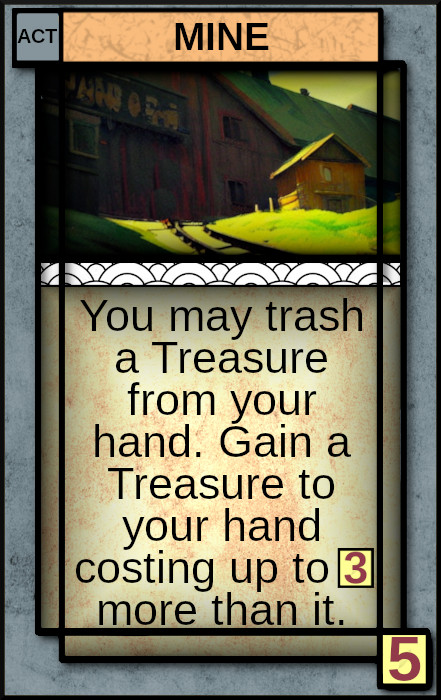 ACT
MINE
You may trash
a Treasure
from your
hand. Gain a
Treasure to
your hand
costing up to 3
more than it.
5